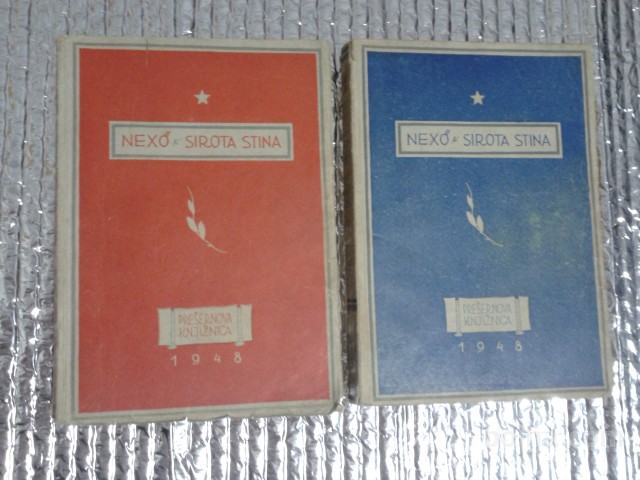 NEXÖ: SIROTA STINA
PREŠERNOVA
KNJIŽNICA
1948
NEXÖ: SIROTA STINA
PREŠERNOVA
KNJIŽNICA
1948